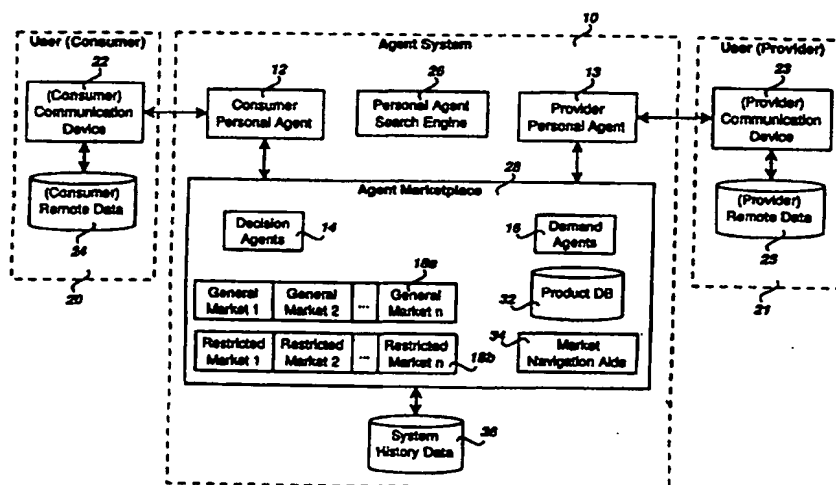 User (Consumer)
Agent System
10
User (Provider)
22
12
26
13
23
(Consumer)
Communication
Device
Consumer
Personal Agent
Personal Agent
Search Engine
Provider
Personal Agent
(Provider)
Communication
Device
28
Agent Marketplace
(Consumer)
Remote Data
24
(Provider)
Remote Data
25
Decision
Agents
14
16
Demand
Agents
20
21
18a
General
Market 1
General
Market 2
...
General
Market n
32
Product DB
Restricted
Market 1
Restricted
Market 2
...
Restricted
Market n
18b
34
Market
Navigation Aids
System
History Data
36